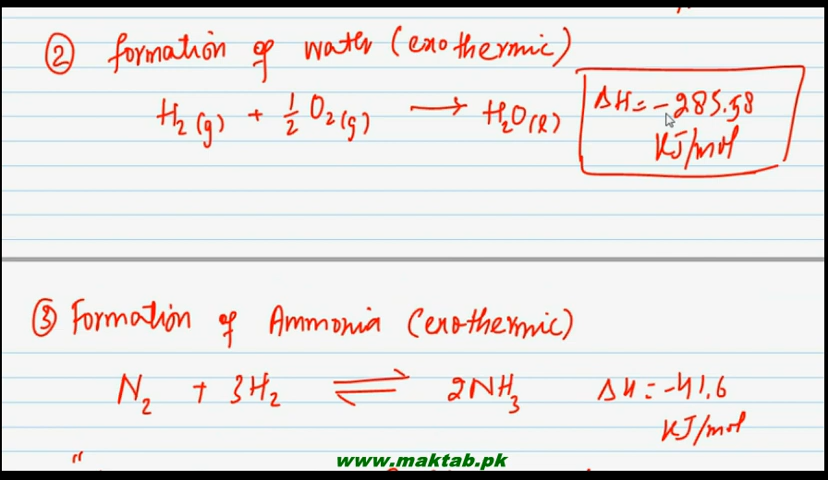 ② Formation of water (exothermic)
H₂(g) + ½ O₂(g) → H₂O(l) ΔH = -285.58
KJ/mol
③ Formation of Ammonia (exothermic)
N₂ + 3H₂ ⇌ 2NH₃ ΔH = -41.6
KJ/mol
"
www.maktab.pk